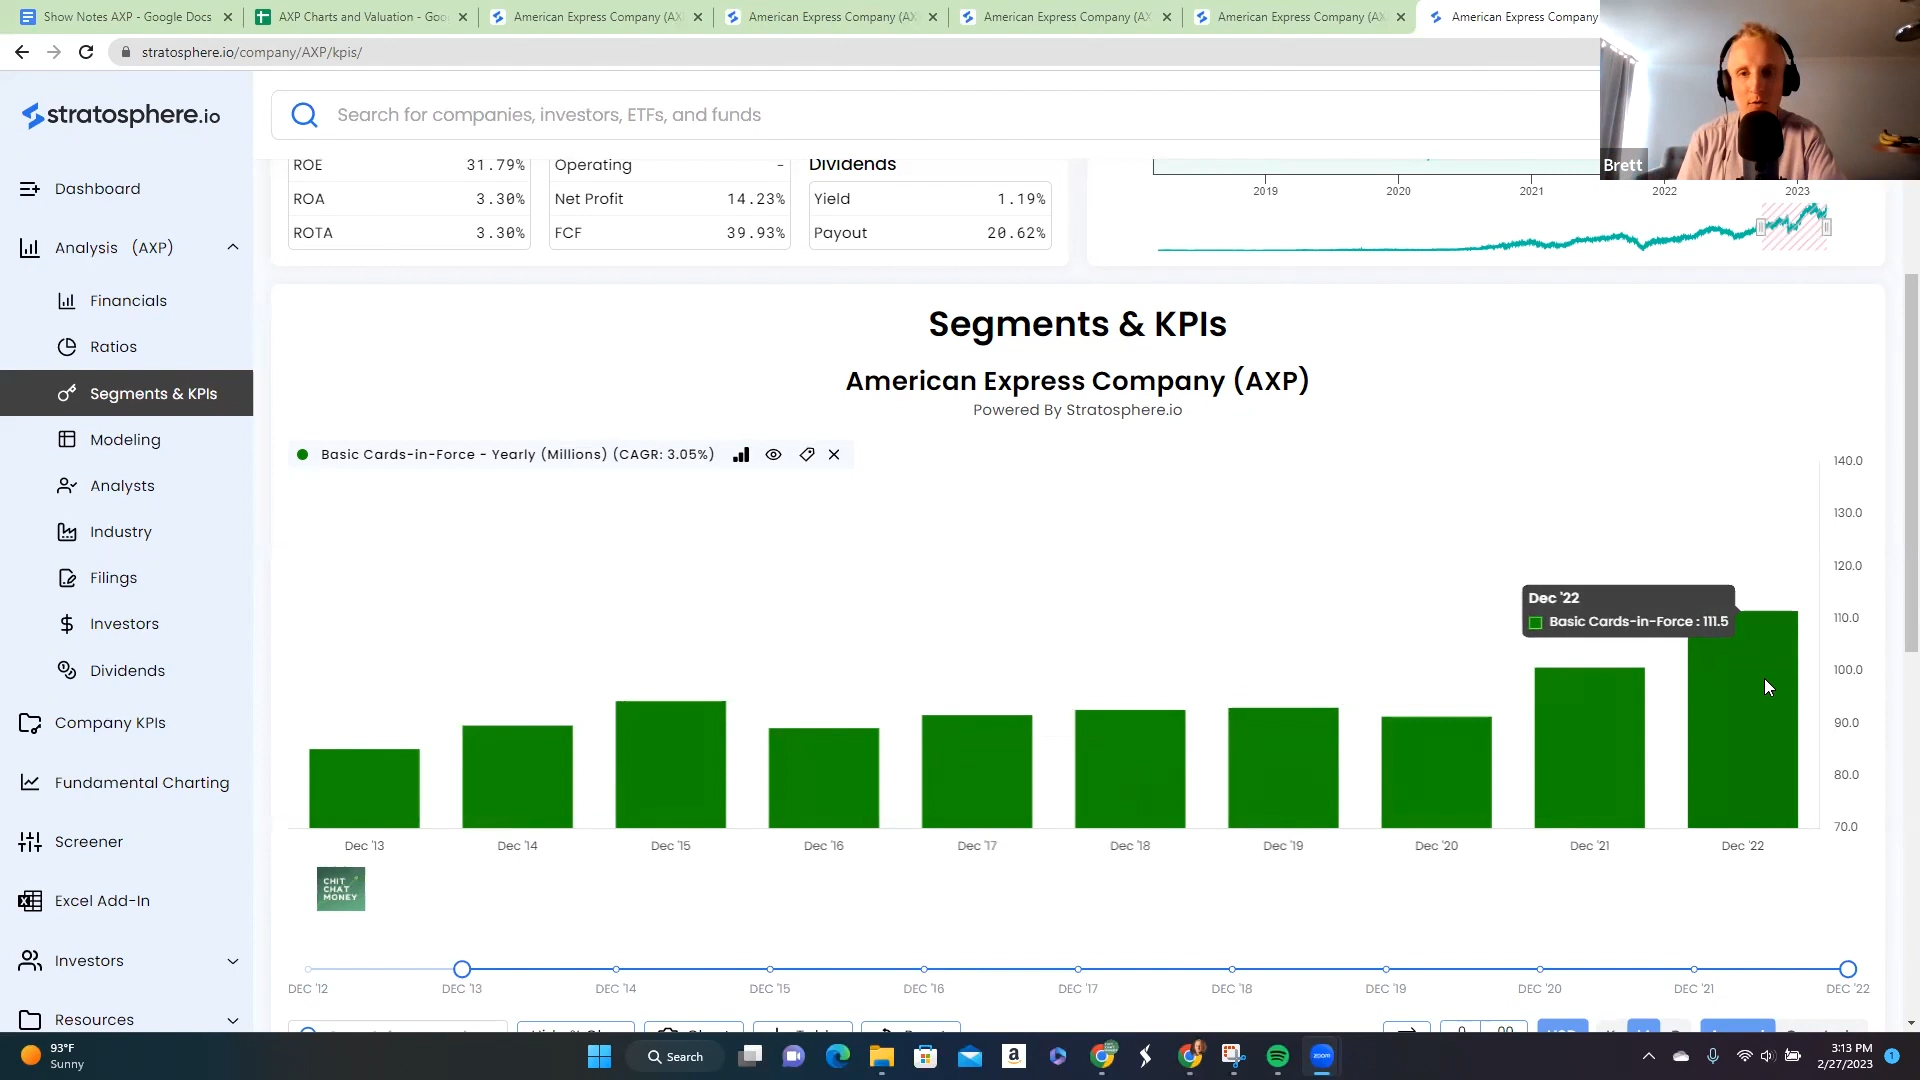 Show Notes AXP - Google Docs
AXP Charts and Valuation - Goo
American Express Company (AX
American Express Company (AX
American Express Company (AX
American Express Company (AX
American Express Company
stratosphere.io/company/AXP/kpis/
Brett
stratosphere.io
Search for companies, investors, ETFs, and funds
Dashboard
Analysis (AXP)
Financials
Ratios
Segments & KPIs
Modeling
Analysts
Industry
Filings
Investors
Dividends
Company KPIs
Fundamental Charting
Screener
Excel Add-In
Investors
Resources
ROE 31.79%
ROA 3.30%
ROTA 3.30%
Operating -
Net Profit 14.23%
FCF 39.93%
Dividends
Yield 1.19%
Payout 20.62%
2019 2020 2021 2022 2023
Segments & KPIs
American Express Company (AXP)
Powered By Stratosphere.io
Basic Cards-in-Force - Yearly (Millions) (CAGR: 3.05%)
140.0
130.0
120.0
110.0
100.0
90.0
80.0
70.0
Dec '22
Basic Cards-in-Force : 111.5
Dec '13 Dec '14 Dec '15 Dec '16 Dec '17 Dec '18 Dec '19 Dec '20 Dec '21 Dec '22
CHIT
CHAT
MONEY
DEC '12 DEC '13 DEC '14 DEC '15 DEC '16 DEC '17 DEC '18 DEC '19 DEC '20 DEC '21 DEC '22
93°F
Sunny
Search
zoom
3:13 PM
2/27/2023
1